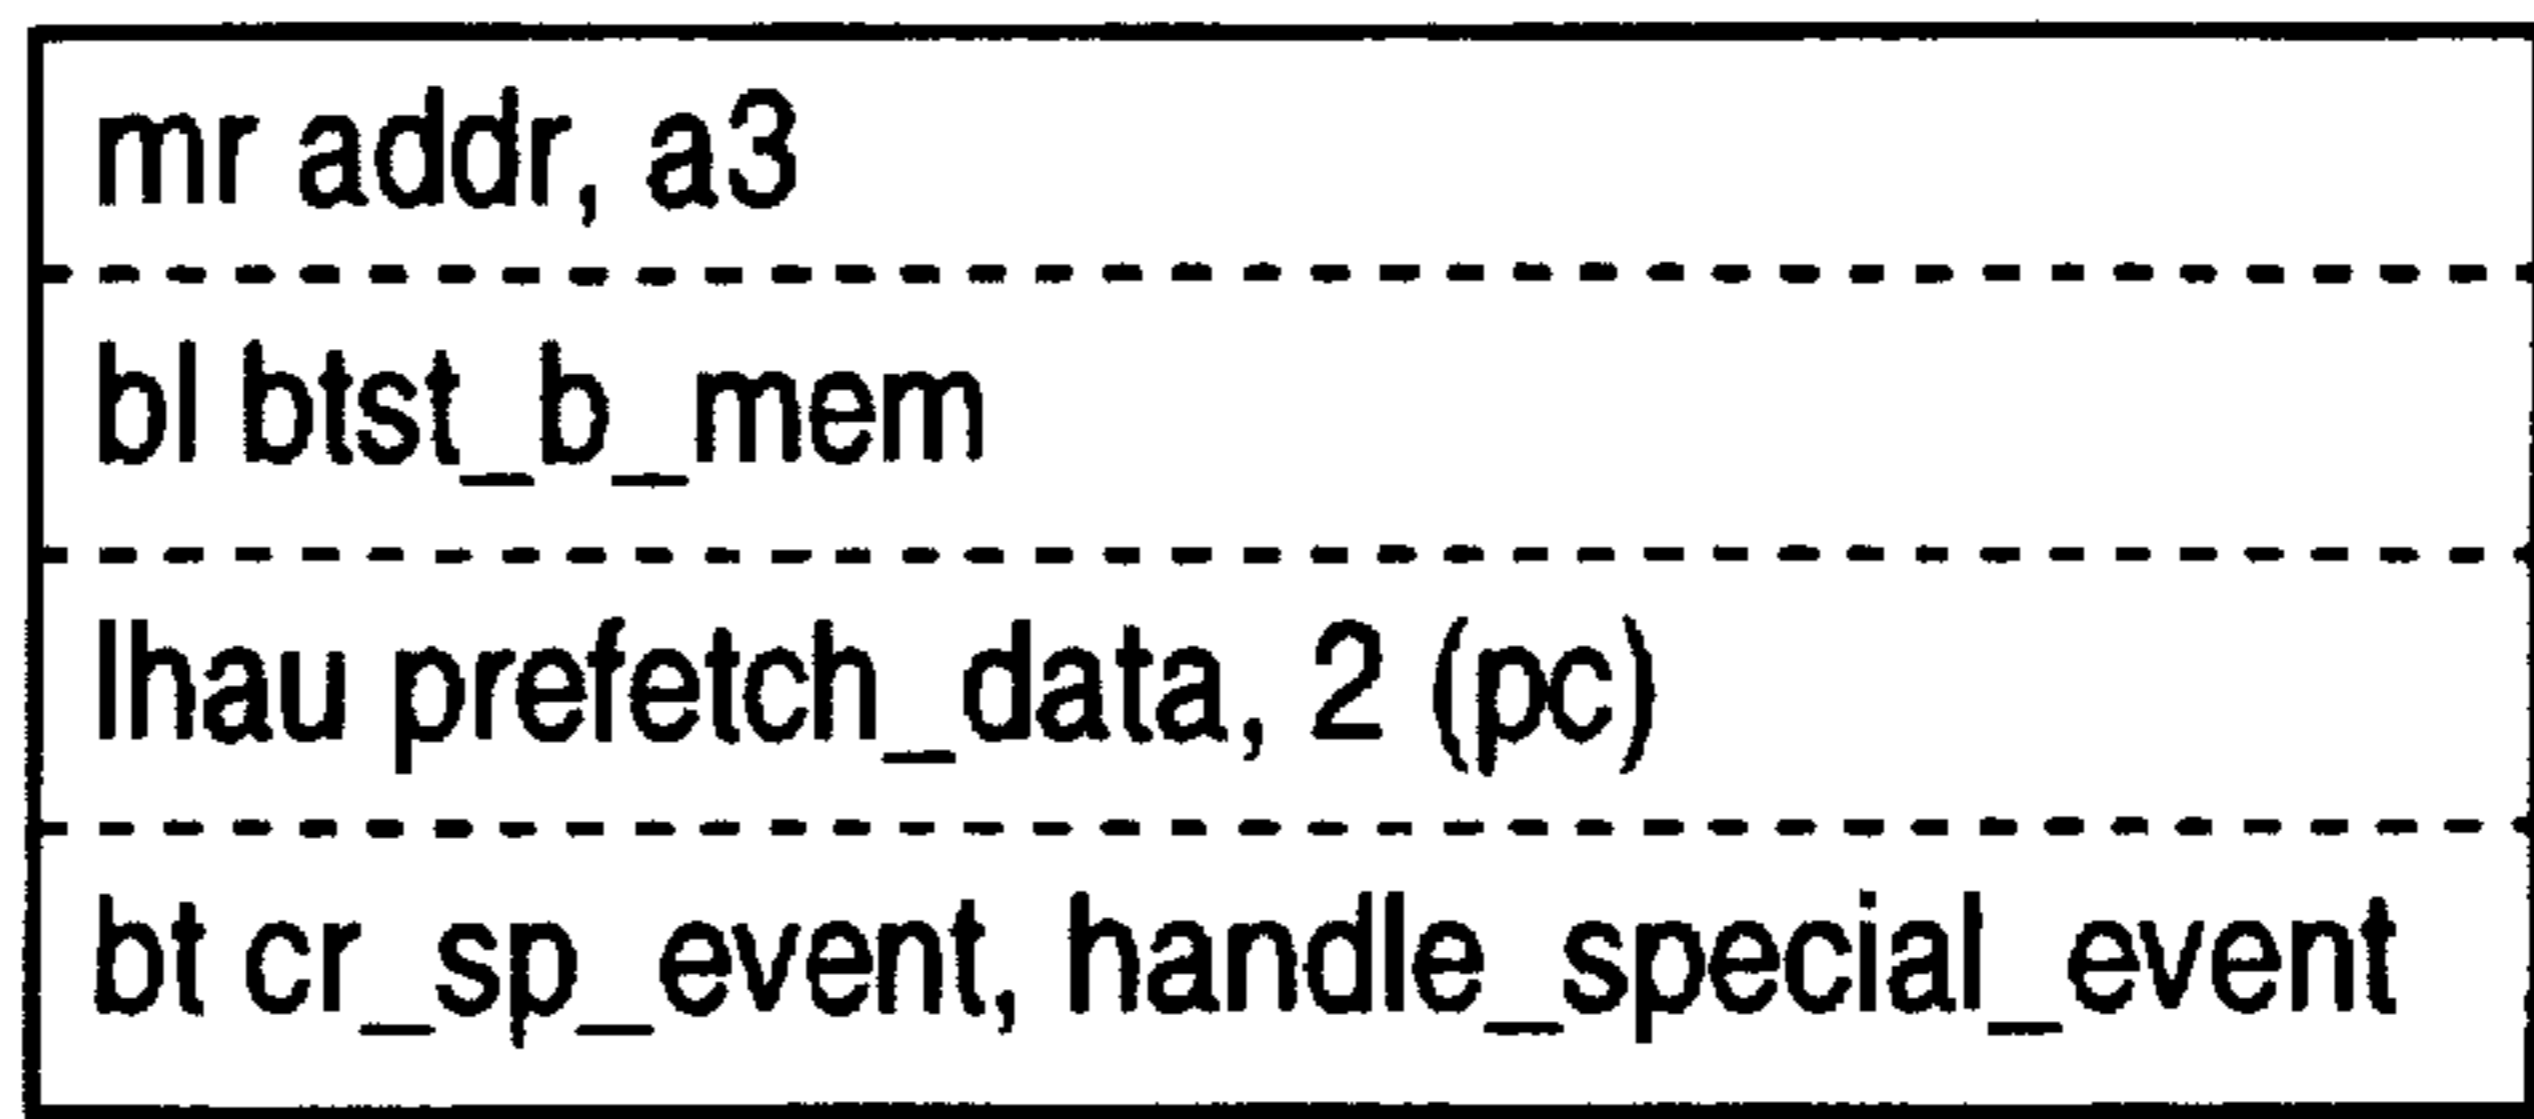 mr addr, a3
bl btst_b_mem
lhau prefetch_data, 2 (pc)
bt cr_sp_event, handle_special_event